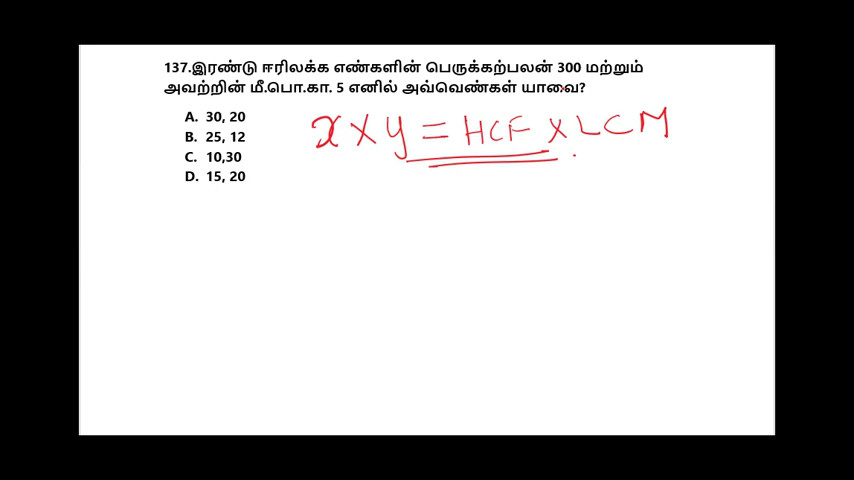 137.இரண்டு ஈரிலக்க எண்களின் பெருக்கற்பலன் 300 மற்றும்
அவற்றின் மீ.பொ.கா. 5 எனில் அவ்வெண்கள் யாவை?
A. 30, 20
B. 25, 12
C. 10,30
D. 15, 20
x × y = HCF × LCM